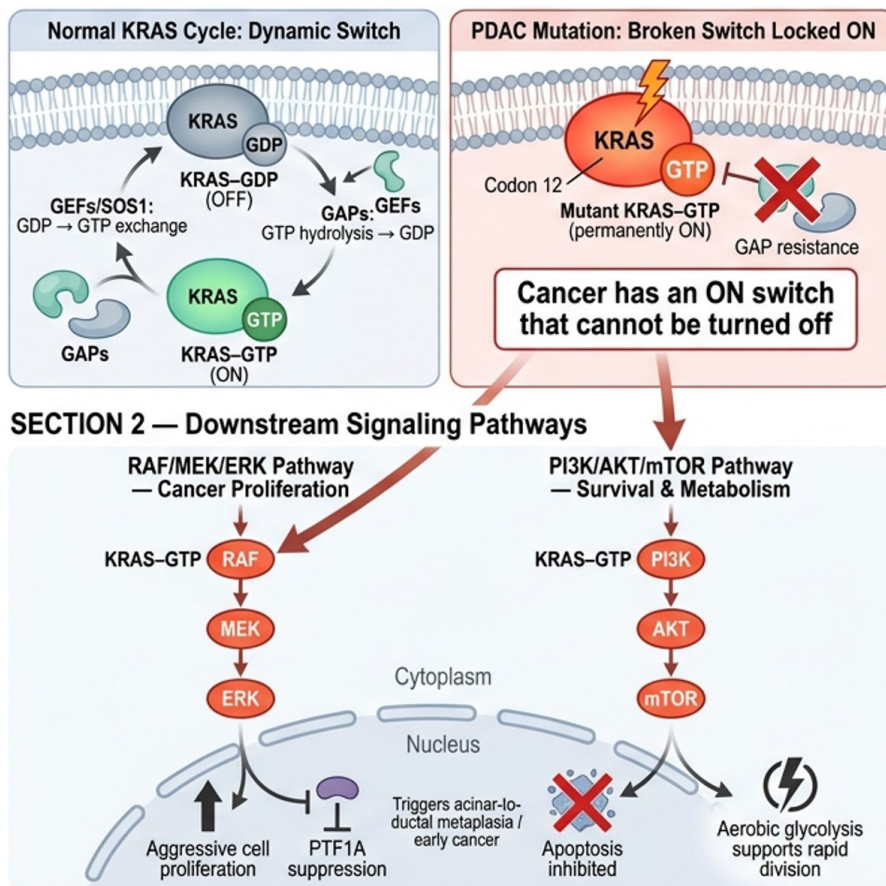 Normal KRAS Cycle: Dynamic Switch
KRAS
GDP
KRAS–GDP
(OFF)
GEFs/SOS1:
GDP → GTP exchange
GEFs
GAPs:
GTP hydrolysis → GDP
KRAS
GTP
KRAS–GTP
(ON)
GAPs
PDAC Mutation: Broken Switch Locked ON
KRAS
GTP
Codon 12
Mutant KRAS–GTP
(permanently ON)
GAP resistance
Cancer has an ON switch
that cannot be turned off
SECTION 2 — Downstream Signaling Pathways
RAF/MEK/ERK Pathway
— Cancer Proliferation
KRAS–GTP
RAF
MEK
ERK
PI3K/AKT/mTOR Pathway
— Survival & Metabolism
KRAS–GTP
PI3K
AKT
mTOR
Cytoplasm
Nucleus
Aggressive cell
proliferation
PTF1A
suppression
Triggers acinar-to-
ductal metaplasia /
early cancer
Apoptosis
inhibited
Aerobic glycolysis
supports rapid
division